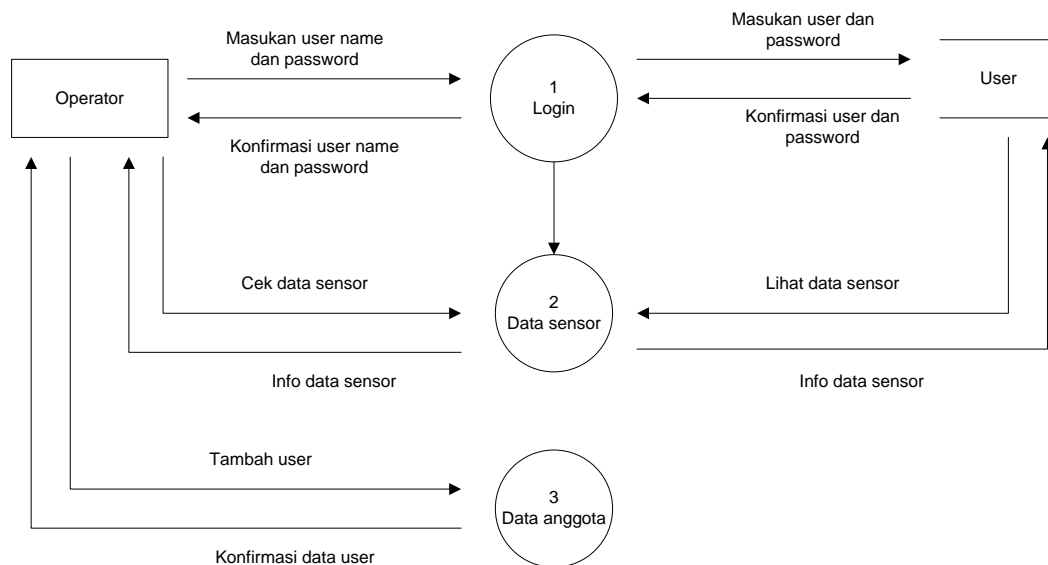 Masukan user name
dan password
Masukan user dan
password
Operator
1
Login
User
Konfirmasi user name
dan password
Konfirmasi user dan
password
Cek data sensor
2
Data sensor
Lihat data sensor
Info data sensor
Info data sensor
Tambah user
3
Data anggota
Konfirmasi data user